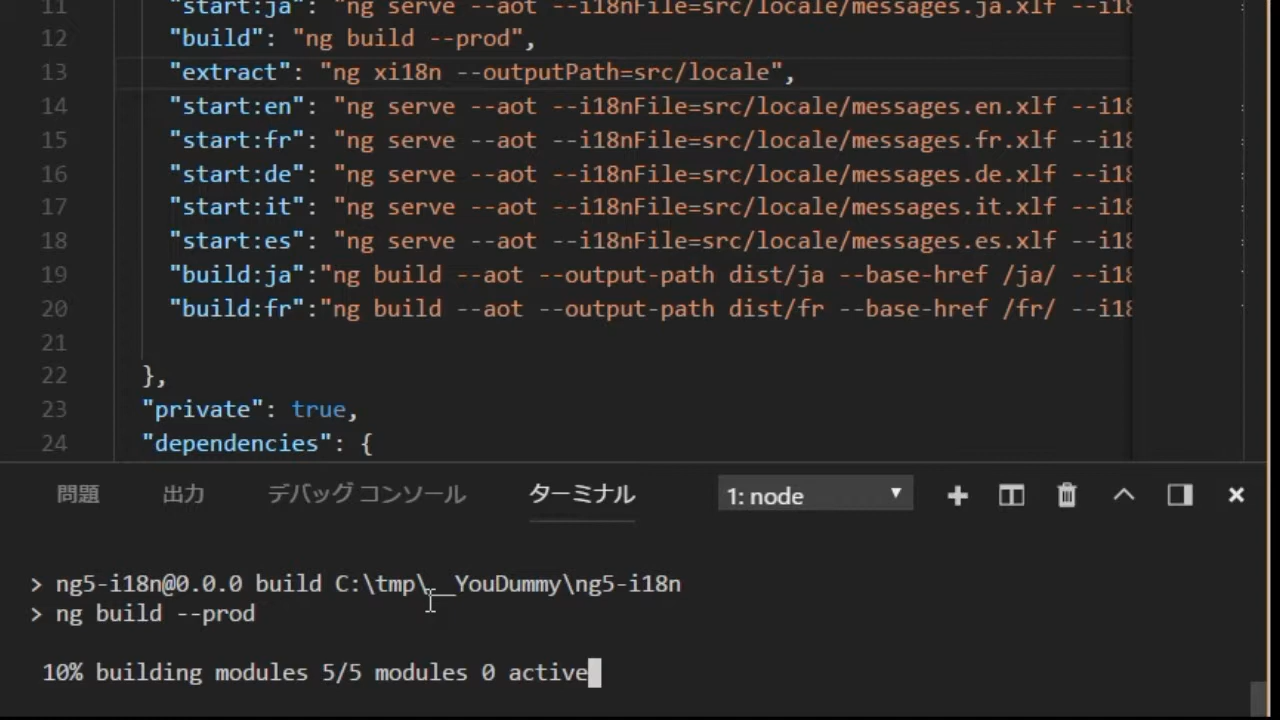 11 "start:ja": "ng serve --aot --i18nFile=src/locale/messages.ja.xlf --i18
12 "build": "ng build --prod",
13 "extract": "ng xi18n --outputPath=src/locale",
14 "start:en": "ng serve --aot --i18nFile=src/locale/messages.en.xlf --i18
15 "start:fr": "ng serve --aot --i18nFile=src/locale/messages.fr.xlf --i18
16 "start:de": "ng serve --aot --i18nFile=src/locale/messages.de.xlf --i18
17 "start:it": "ng serve --aot --i18nFile=src/locale/messages.it.xlf --i18
18 "start:es": "ng serve --aot --i18nFile=src/locale/messages.es.xlf --i18
19 "build:ja":"ng build --aot --output-path dist/ja --base-href /ja/ --i18
20 "build:fr":"ng build --aot --output-path dist/fr --base-href /fr/ --i18
21
22 },
23 "private": true,
24 "dependencies": {
問題 出力 デバッグ コンソール ターミナル 1: node
> ng5-i18n@0.0.0 build C:\tmp\__YouDummy\ng5-i18n
> ng build --prod
10% building modules 5/5 modules 0 active